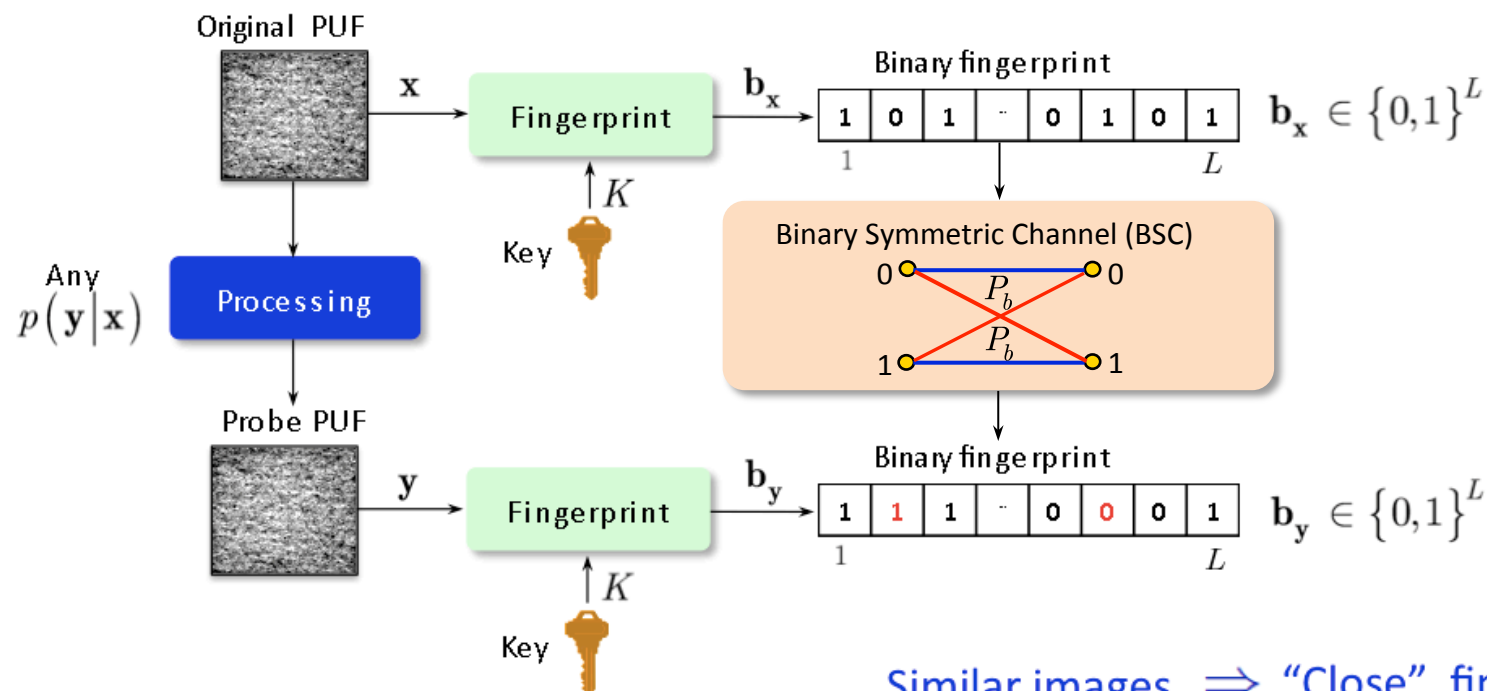 Original PUF
x
Fingerprint
b_x
Binary fingerprint
1 0 1 ... 0 1 0 1
1 L
b_x ∈ {0,1}^L
K
Key
Binary Symmetric Channel (BSC)
0 0
P_b
P_b
1 1
Any
p(y|x)
Processing
Probe PUF
y
Fingerprint
b_y
Binary fingerprint
1 1 1 ... 0 0 0 1
1 L
b_y ∈ {0,1}^L
K
Key
Similar images ⇒ "Close"